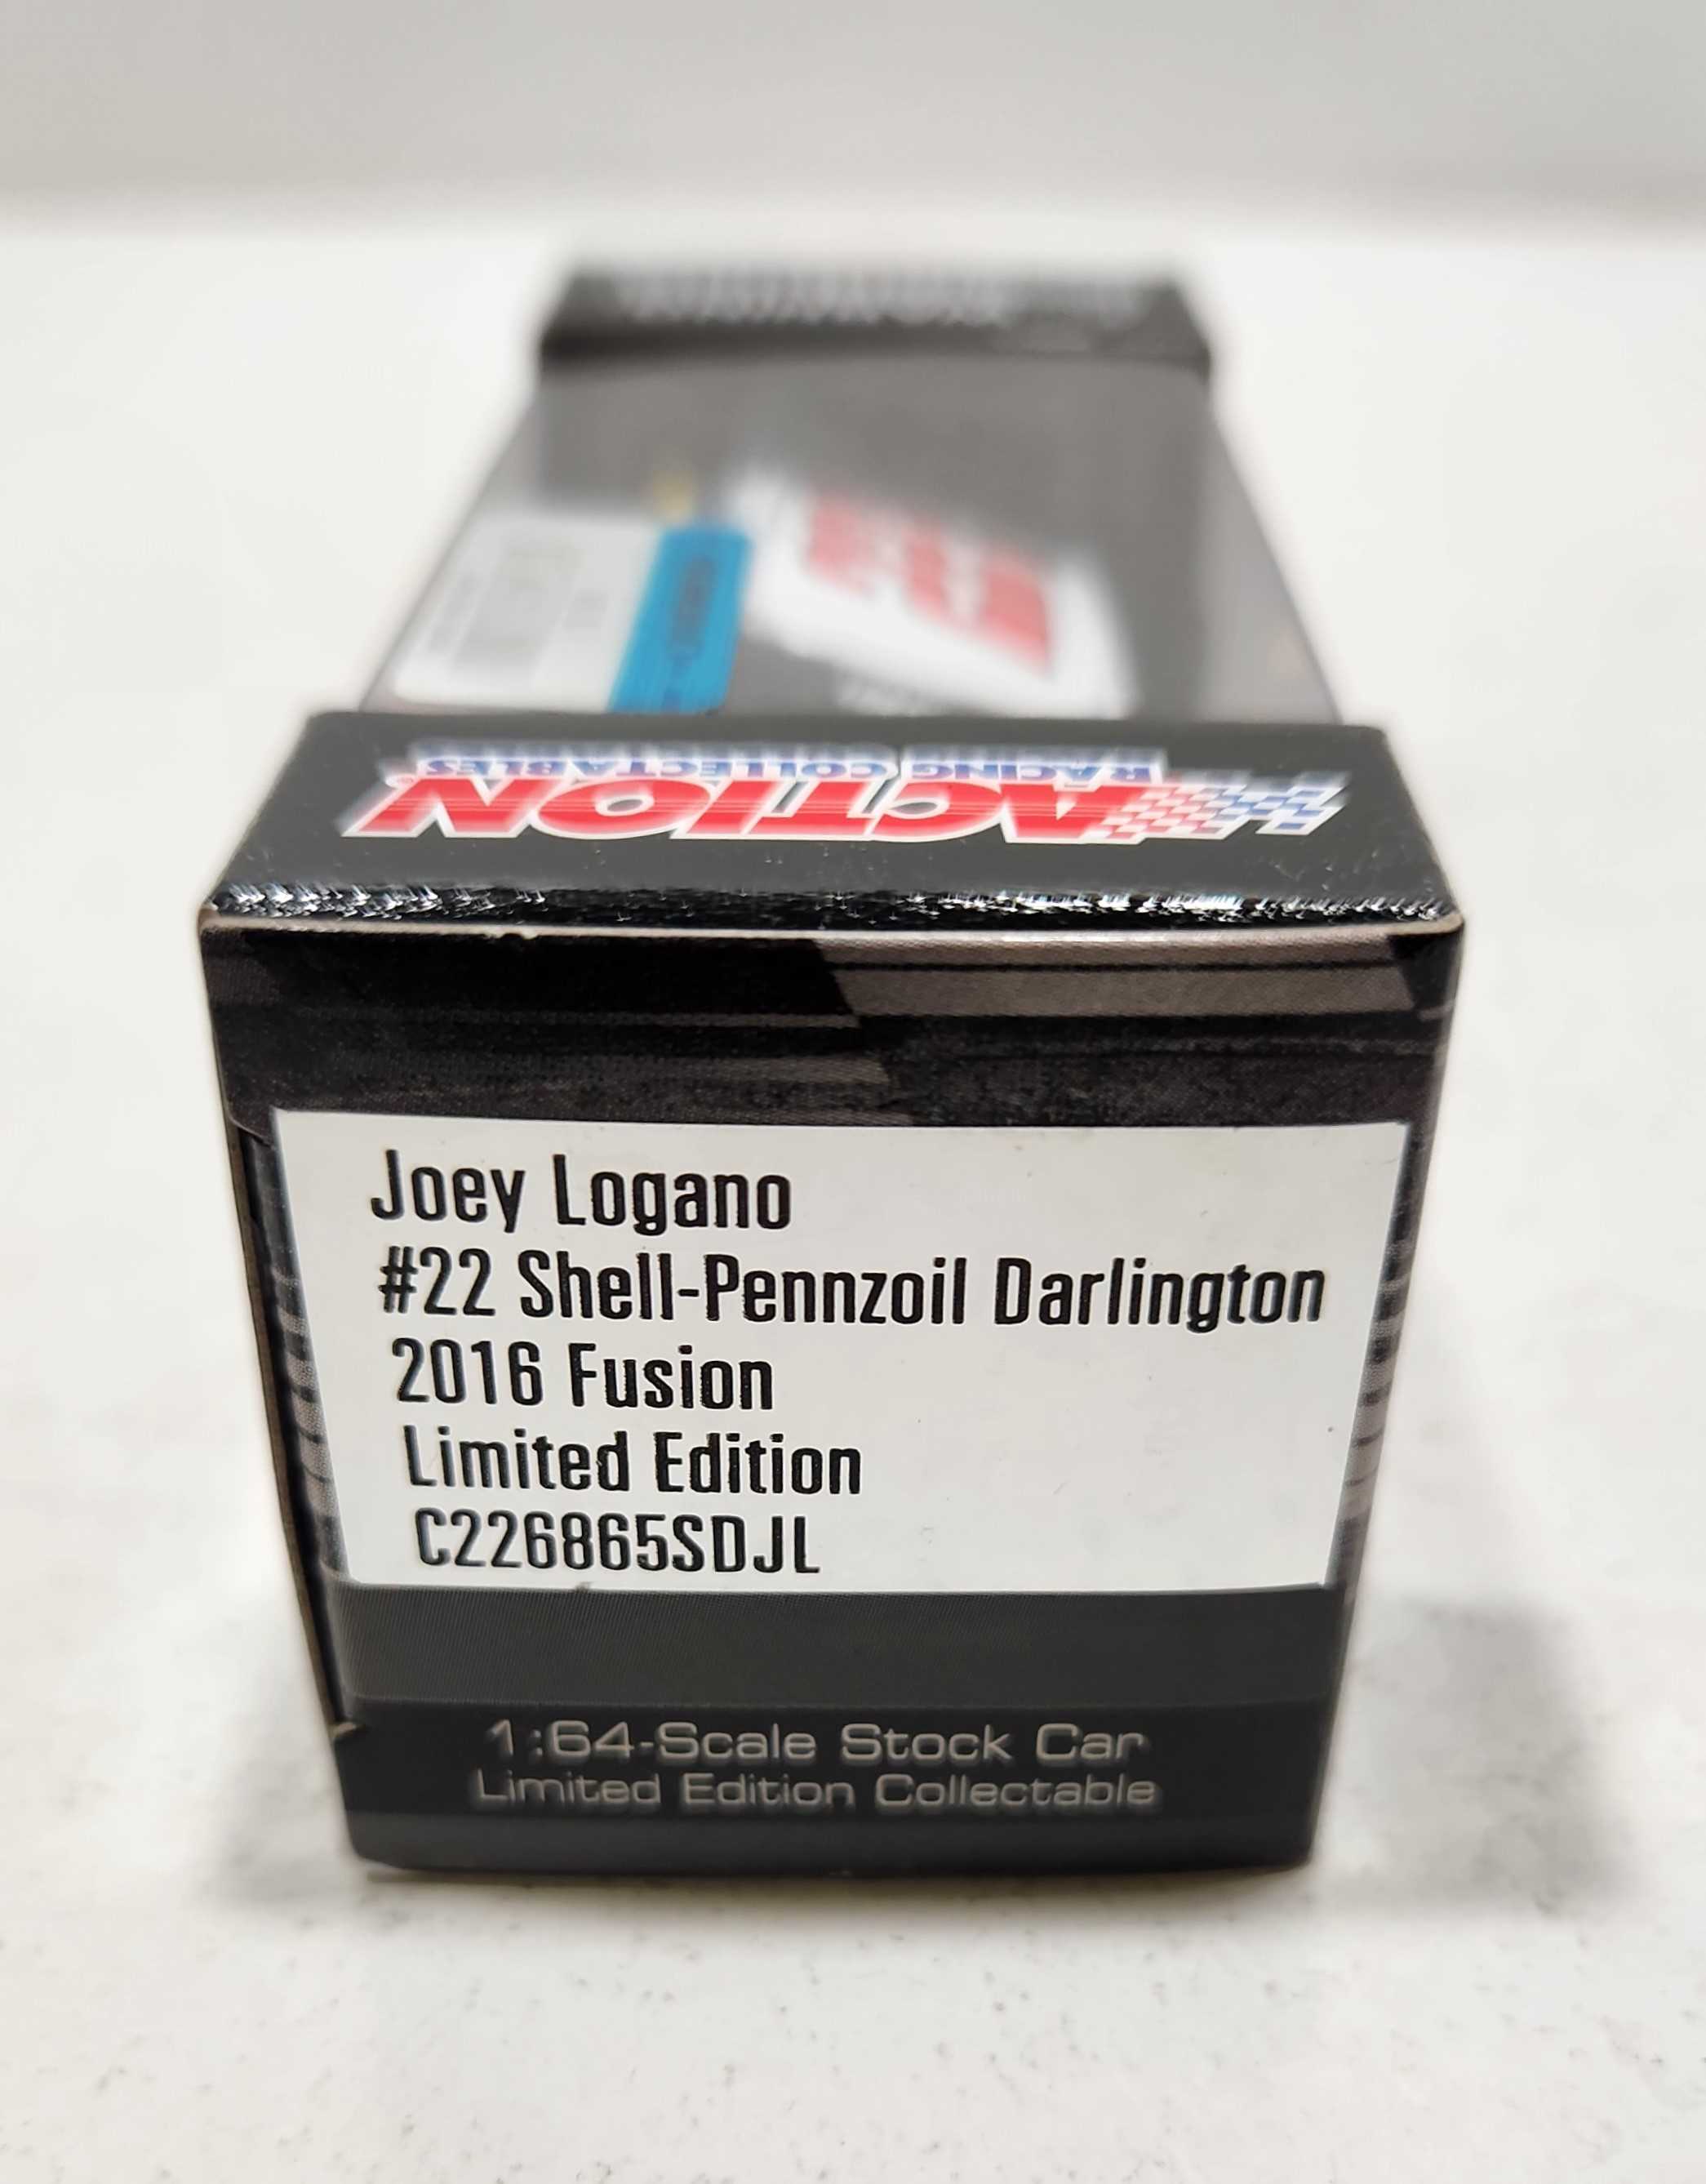 ACTION
RACING COLLECTABLES
Joey Logano
#22 Shell-Pennzoil Darlington
2016 Fusion
Limited Edition
C226865SDJL
1:64-Scale Stock Car
Limited Edition Collectable